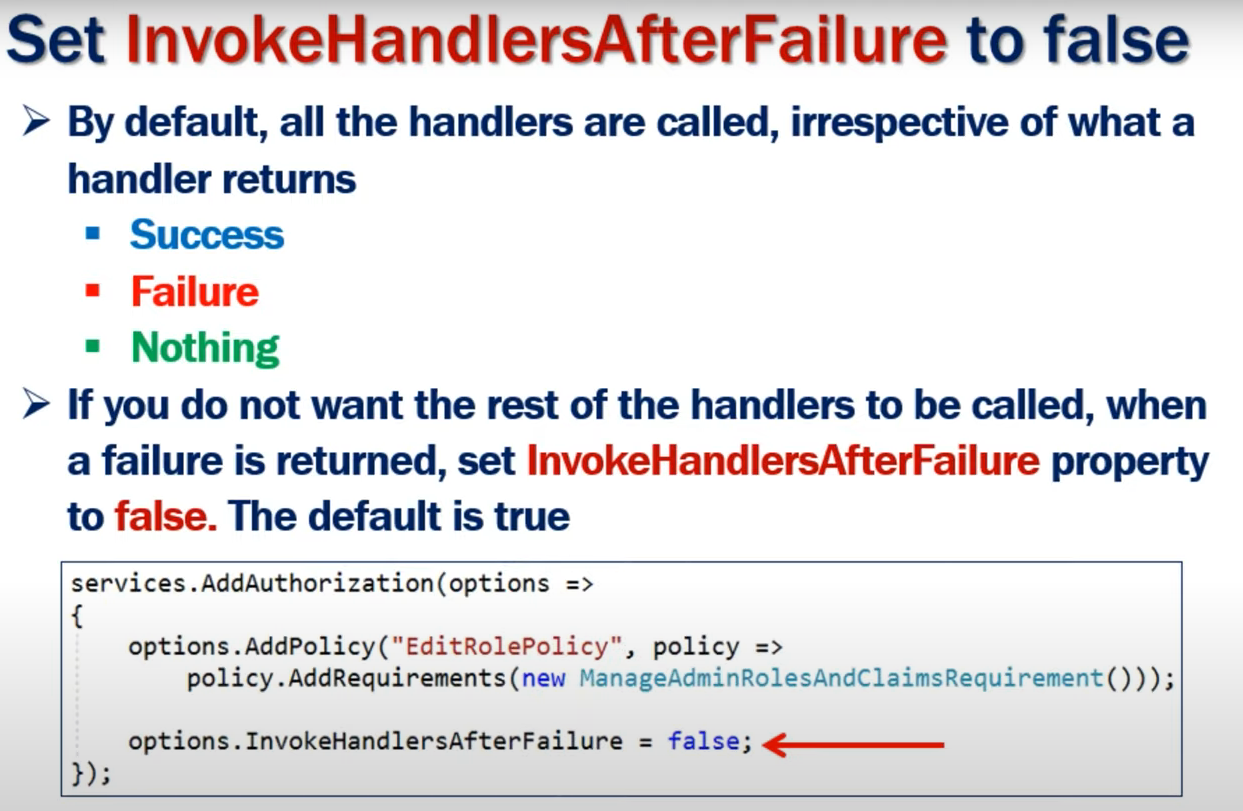 Set InvokeHandlersAfterFailure to false
By default, all the handlers are called, irrespective of what a
handler returns
Success
Failure
Nothing
If you do not want the rest of the handlers to be called, when
a failure is returned, set InvokeHandlersAfterFailure property
to false. The default is true
services.AddAuthorization(options =>
{
    options.AddPolicy("EditRolePolicy", policy =>
        policy.AddRequirements(new ManageAdminRolesAndClaimsRequirement()));
    options.InvokeHandlersAfterFailure = false;
});